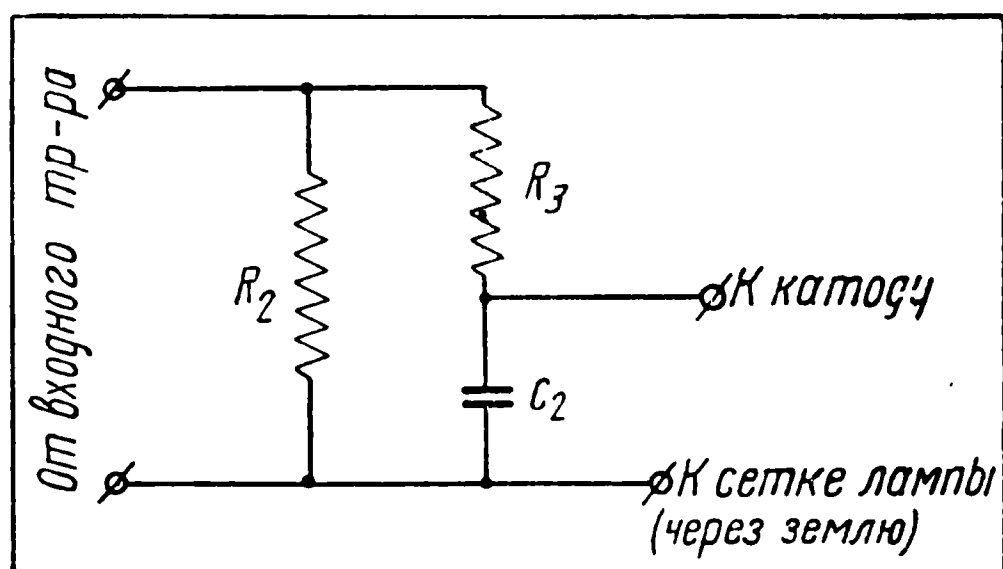 От входного тр-ра
R2
R3
C2
К катоду
К сетке лампы
(через землю)